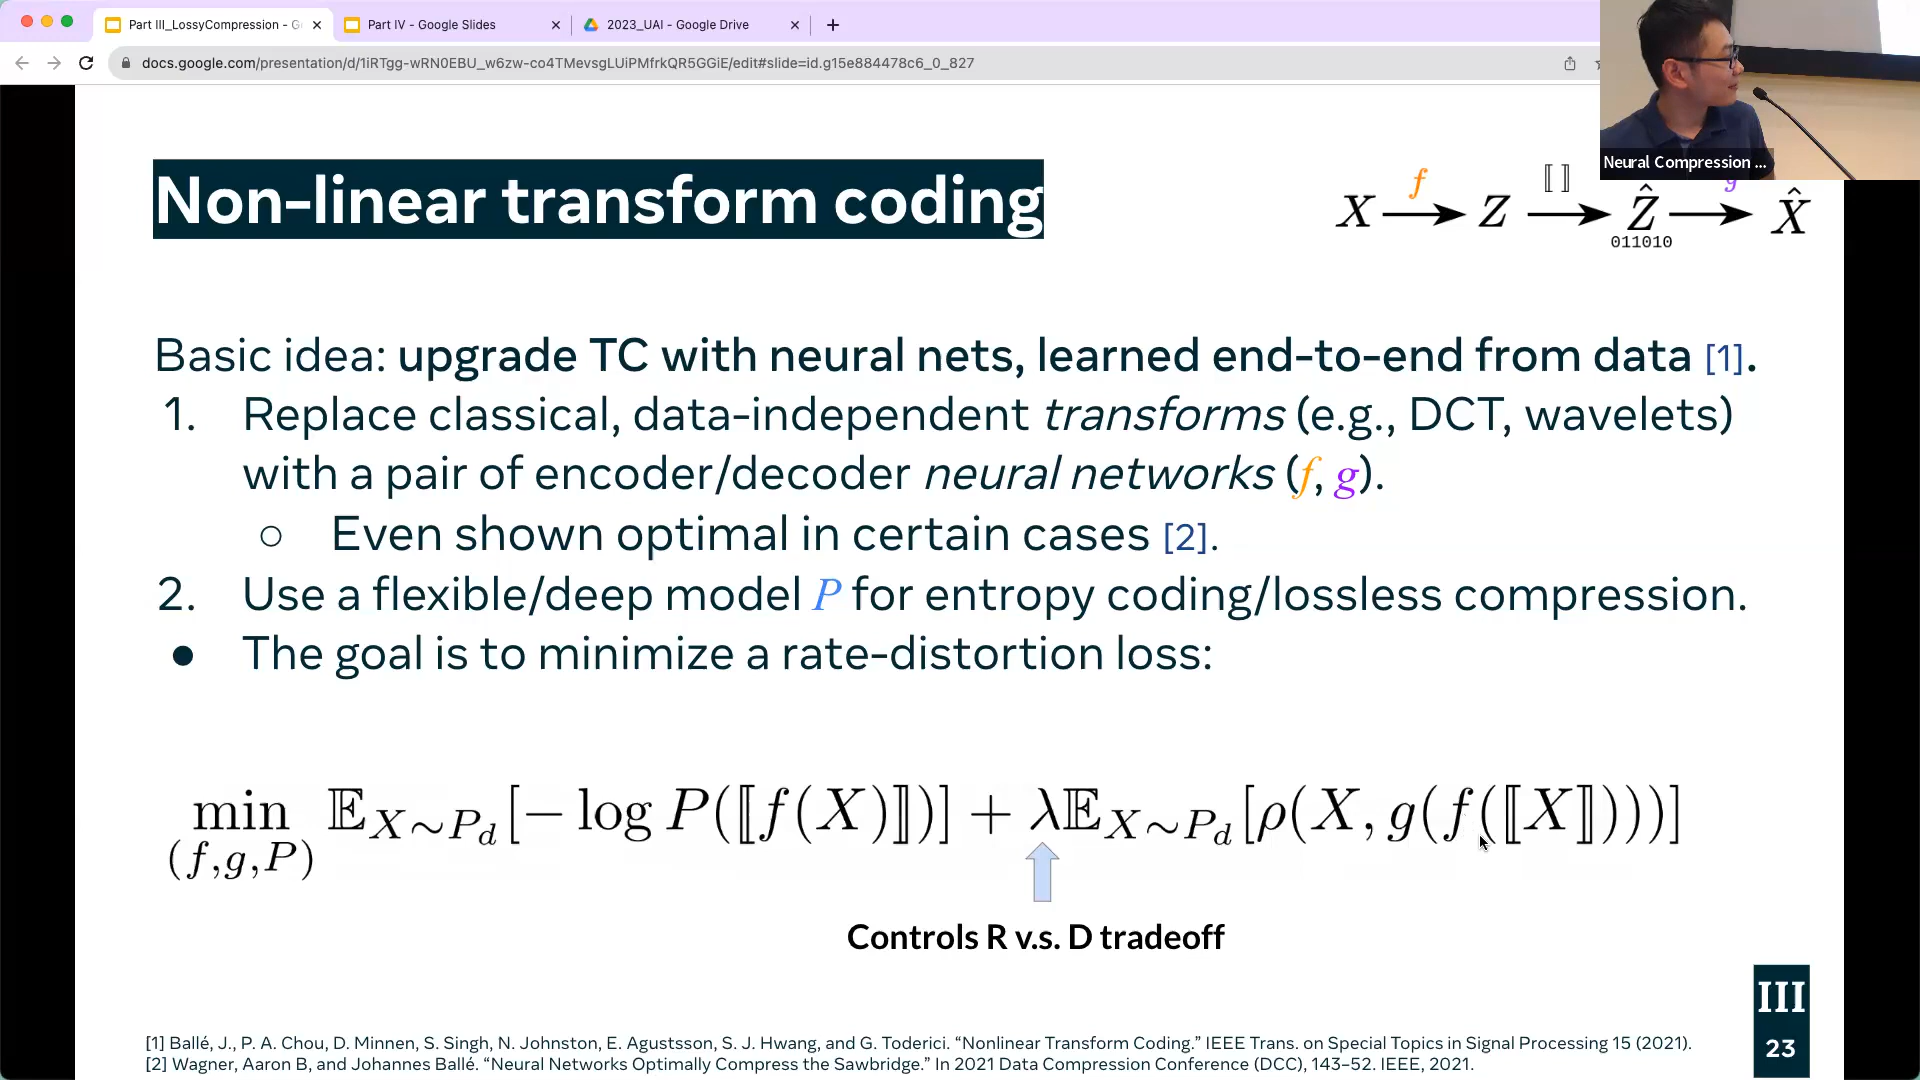 Part III_LossyCompression - G
Part IV - Google Slides
2023_UAI - Google Drive
docs.google.com/presentation/d/1iRTgg-wRN0EBU_w6zw-co4TMevsgLUiPMfrkQR5GGiE/edit#slide=id.g15e884478c6_0_827
Neural Compression ...
Non-linear transform coding
f ⟦ ⟧ g
X → Z → Ẑ → X̂
011010
Basic idea: upgrade TC with neural nets, learned end-to-end from data [1].
1. Replace classical, data-independent transforms (e.g., DCT, wavelets)
with a pair of encoder/decoder neural networks (f, g).
○ Even shown optimal in certain cases [2].
2. Use a flexible/deep model P for entropy coding/lossless compression.
● The goal is to minimize a rate-distortion loss:
min 𝔼_{X∼P_d}[− log P(⟦f(X)⟧)] + λ𝔼_{X∼P_d}[ρ(X, g(f(⟦X⟧)))]
(f,g,P)
Controls R v.s. D tradeoff
III
23
[1] Ballé, J., P. A. Chou, D. Minnen, S. Singh, N. Johnston, E. Agustsson, S. J. Hwang, and G. Toderici. “Nonlinear Transform Coding.” IEEE Trans. on Special Topics in Signal Processing 15 (2021).
[2] Wagner, Aaron B, and Johannes Ballé. “Neural Networks Optimally Compress the Sawbridge.” In 2021 Data Compression Conference (DCC), 143–52. IEEE, 2021.